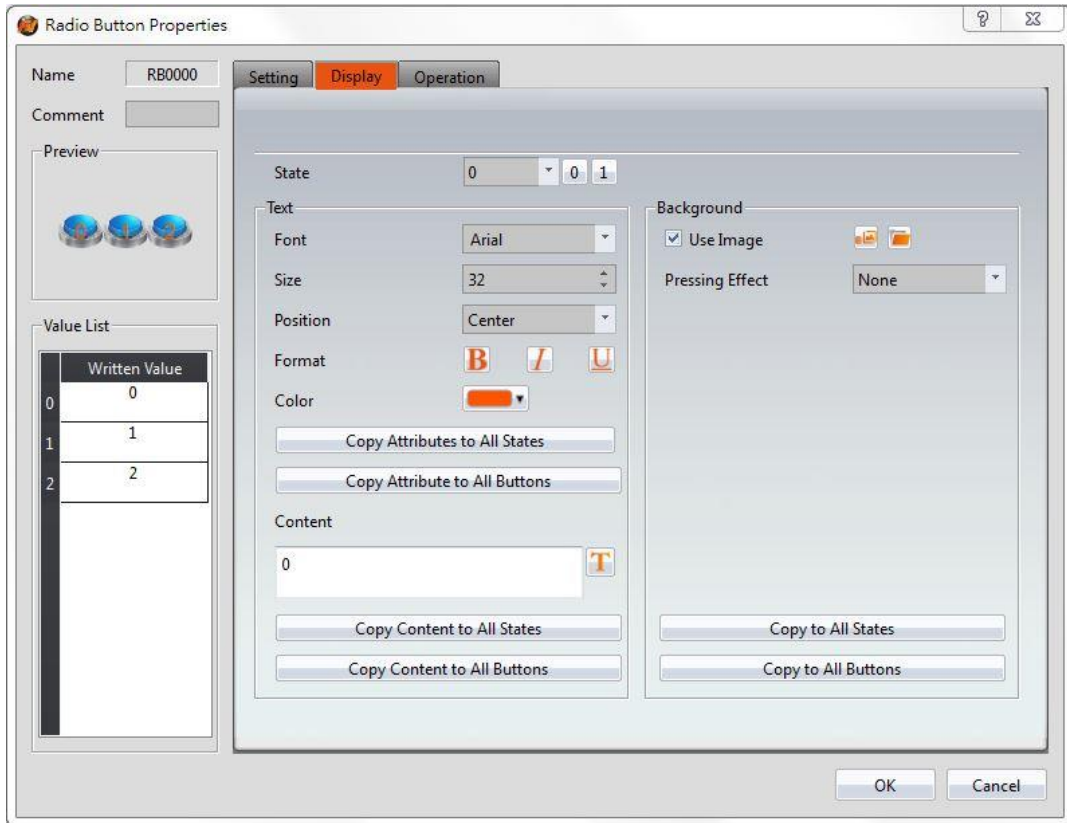 Radio Button Properties
Name RB0000
Comment
Preview
0 1 2
Value List
Written Value
0 0
1 1
2 2
Setting Display Operation
State 0 0 1
Text
Font Arial
Size 32
Position Center
Format B I U
Color
Copy Attributes to All States
Copy Attribute to All Buttons
Content
0 T
Copy Content to All States
Copy Content to All Buttons
Background
Use Image
Pressing Effect None
Copy to All States
Copy to All Buttons
OK Cancel